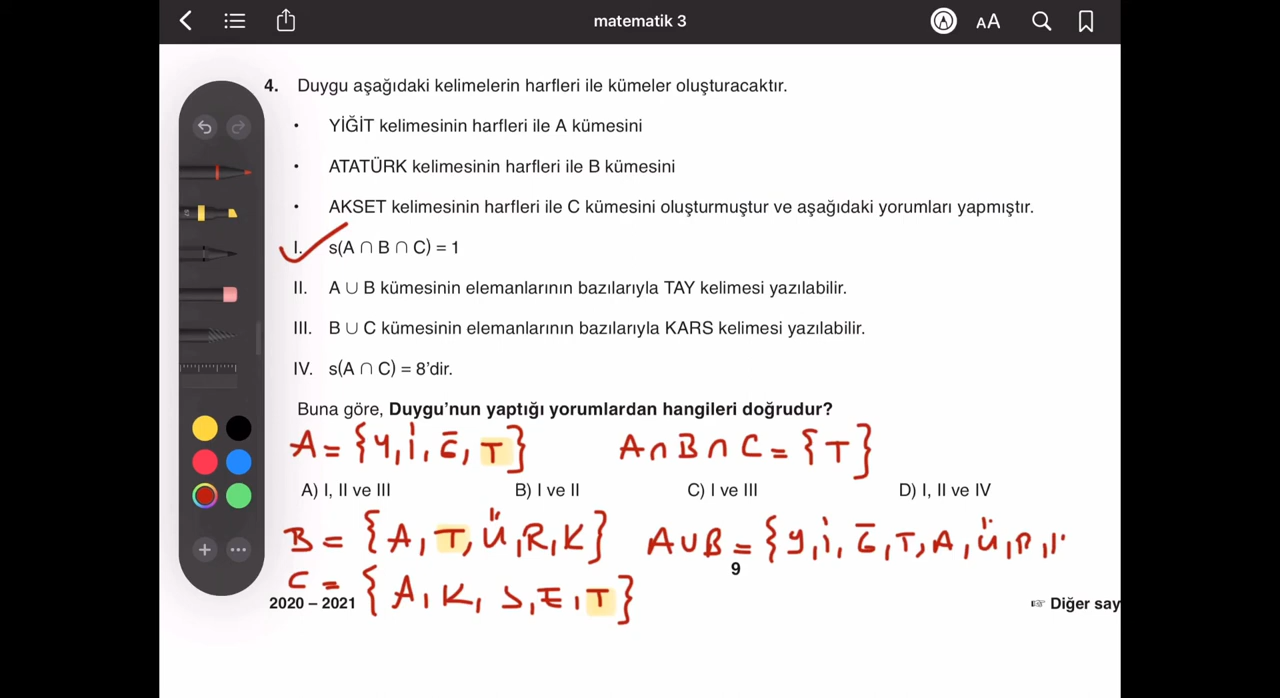 matematik 3
AA
4. Duygu aşağıdaki kelimelerin harfleri ile kümeler oluşturacaktır.
• YİĞİT kelimesinin harfleri ile A kümesini
• ATATÜRK kelimesinin harfleri ile B kümesini
• AKSET kelimesinin harfleri ile C kümesini oluşturmuştur ve aşağıdaki yorumları yapmıştır.
I. s(A ∩ B ∩ C) = 1
II. A ∪ B kümesinin elemanlarının bazılarıyla TAY kelimesi yazılabilir.
III. B ∪ C kümesinin elemanlarının bazılarıyla KARS kelimesi yazılabilir.
IV. s(A ∩ C) = 8’dir.
Buna göre, Duygu’nun yaptığı yorumlardan hangileri doğrudur?
A = {Y, İ, Ğ, T} A ∩ B ∩ C = {T}
A) I, II ve III B) I ve II C) I ve III D) I, II ve IV
B = {A, T, Ü, R, K} A ∪ B = {Y, İ, Ğ, T, A, Ü, R,
9
C = {A, K, S, E, T}
2020 – 2021 ☞ Diğer say